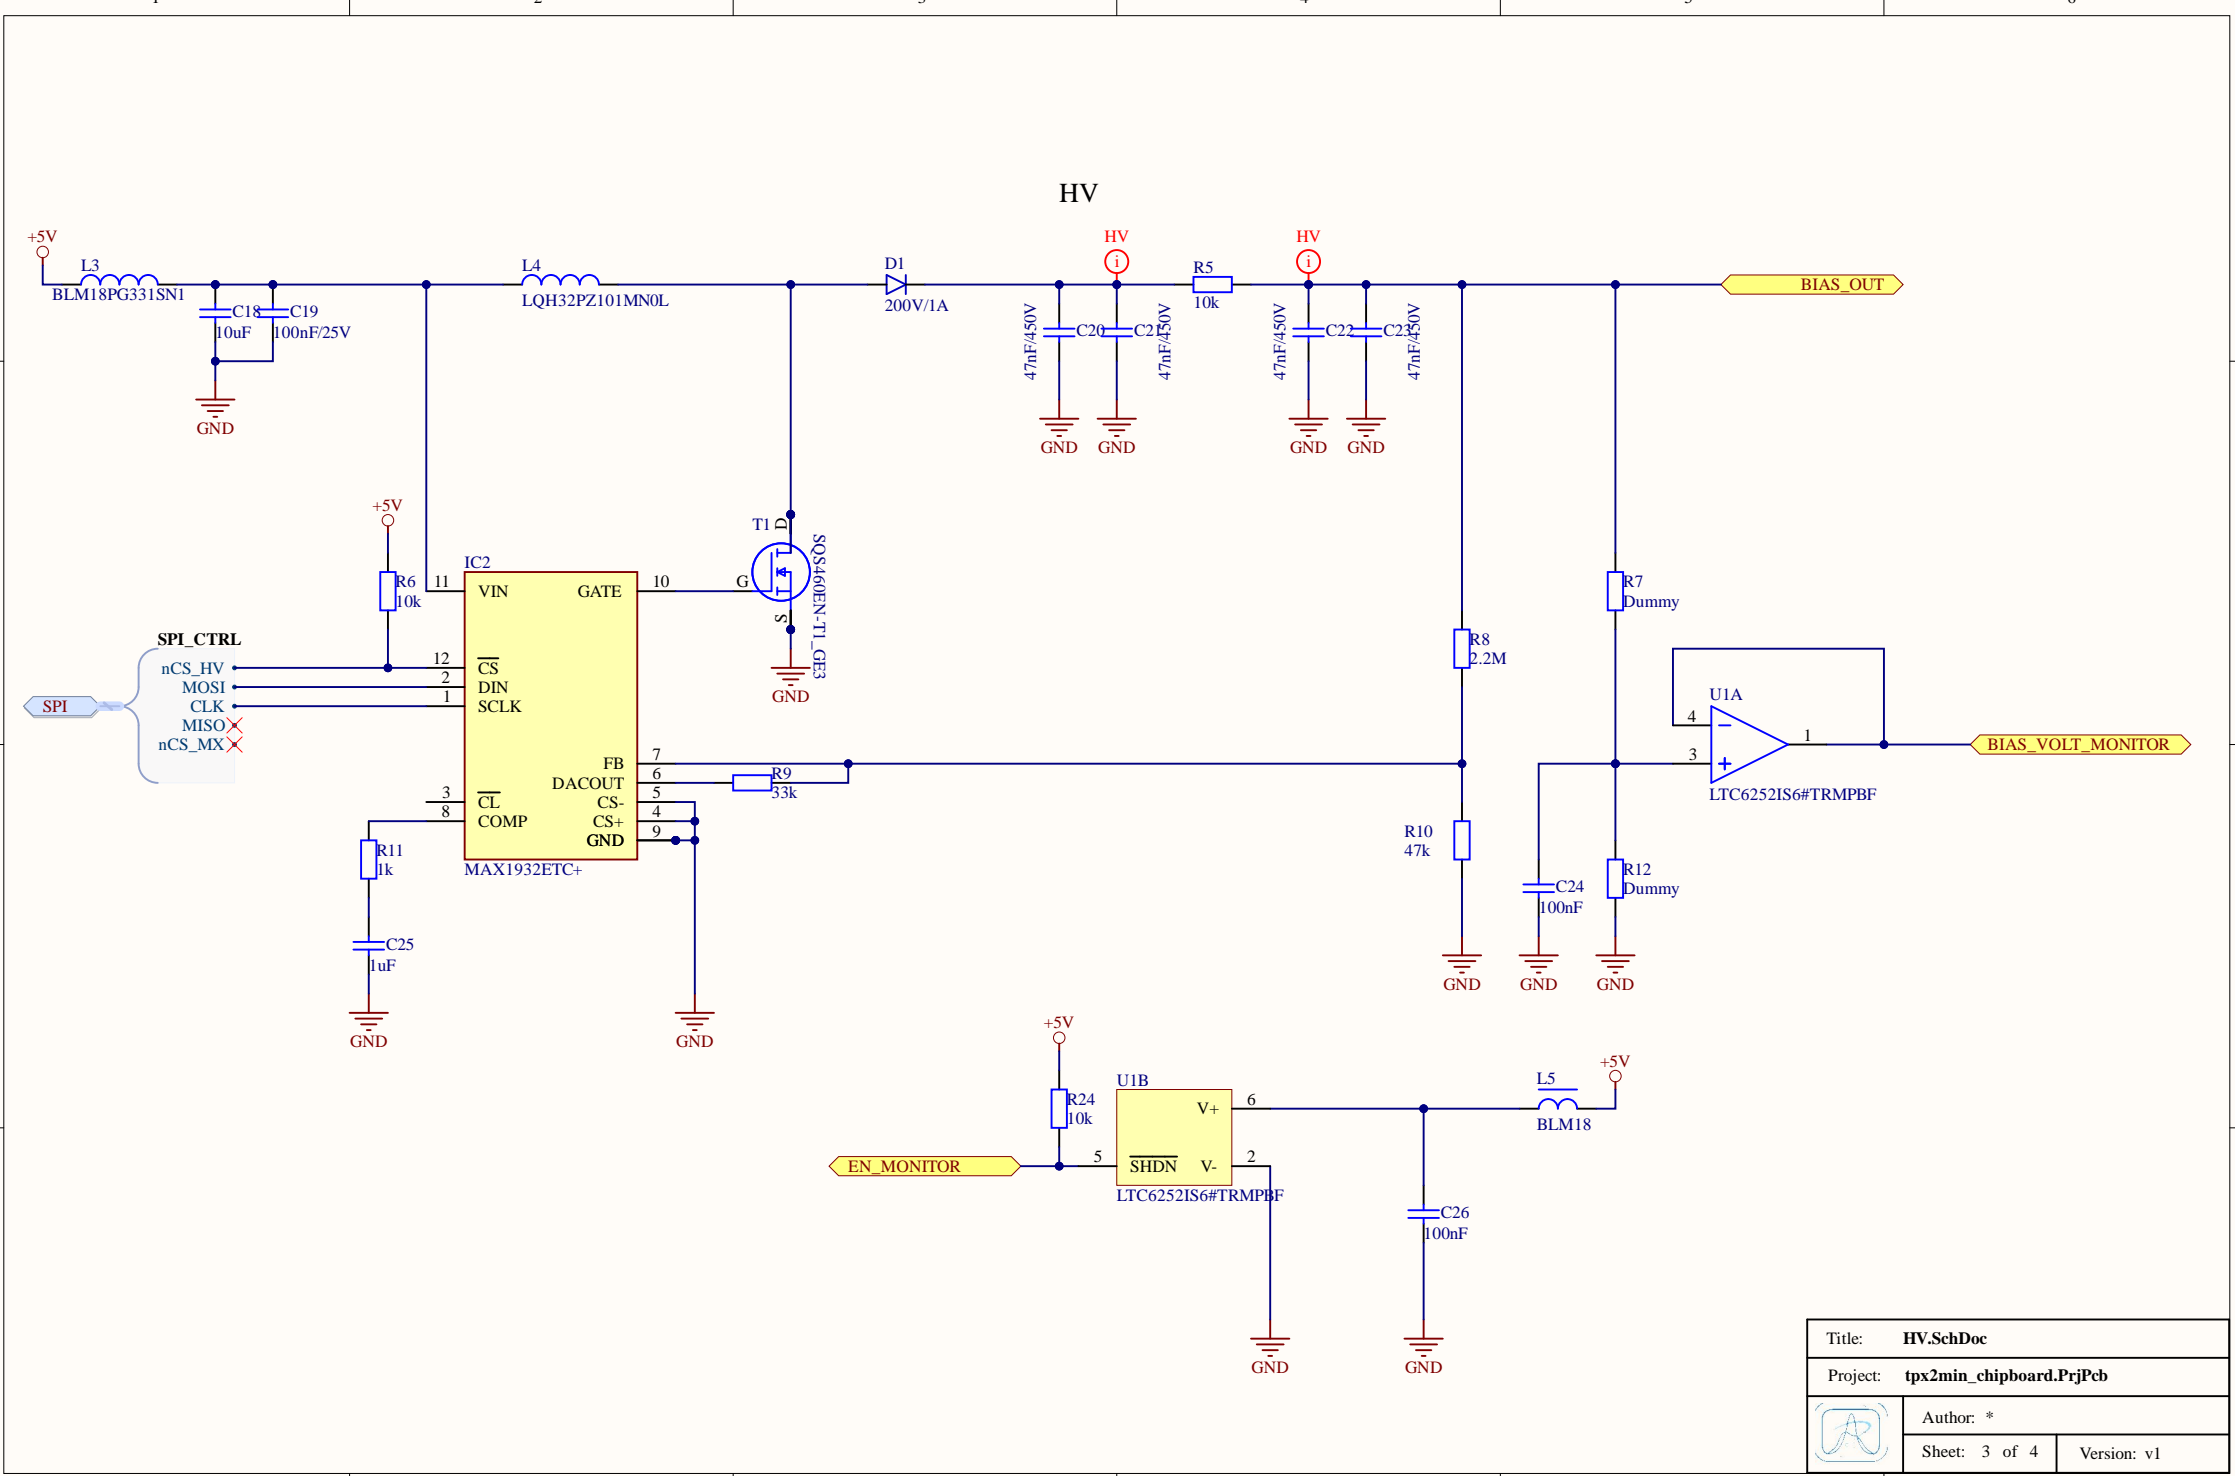 HV
+5V
L3
BLM18PG331SN1
C18
10uF
C19
100nF/25V
GND
L4
LQH32PZ101MN0L
D1
200V/1A
HV
i
R5
10k
HV
i
BIAS_OUT
47nF/450V
C20
C21
47nF/450V
47nF/450V
C22
C23
47nF/450V
GND
GND
GND
GND
+5V
R6
10k
T1
D
G
S
SQS460EN-T1_GE3
GND
IC2
11
VIN
GATE
10
12
CS
2
DIN
1
SCLK
FB
7
DACOUT
6
CS-
5
3
CL
CS+
4
8
COMP
GND
9
MAX1932ETC+
SPI_CTRL
nCS_HV
MOSI
CLK
MISO
nCS_MX
SPI
R9
33k
R11
1k
C25
1uF
GND
GND
R8
2.2M
R10
47k
GND
R7
Dummy
R12
Dummy
GND
C24
100nF
GND
U1A
4
3
1
LTC6252IS6#TRMPBF
BIAS_VOLT_MONITOR
+5V
R24
10k
EN_MONITOR
U1B
V+
6
5
SHDN
V-
2
LTC6252IS6#TRMPBF
GND
L5
BLM18
+5V
C26
100nF
GND
Title: HV.SchDoc
Project: tpx2min_chipboard.PrjPcb
Author: *
Sheet: 3 of 4
Version: v1